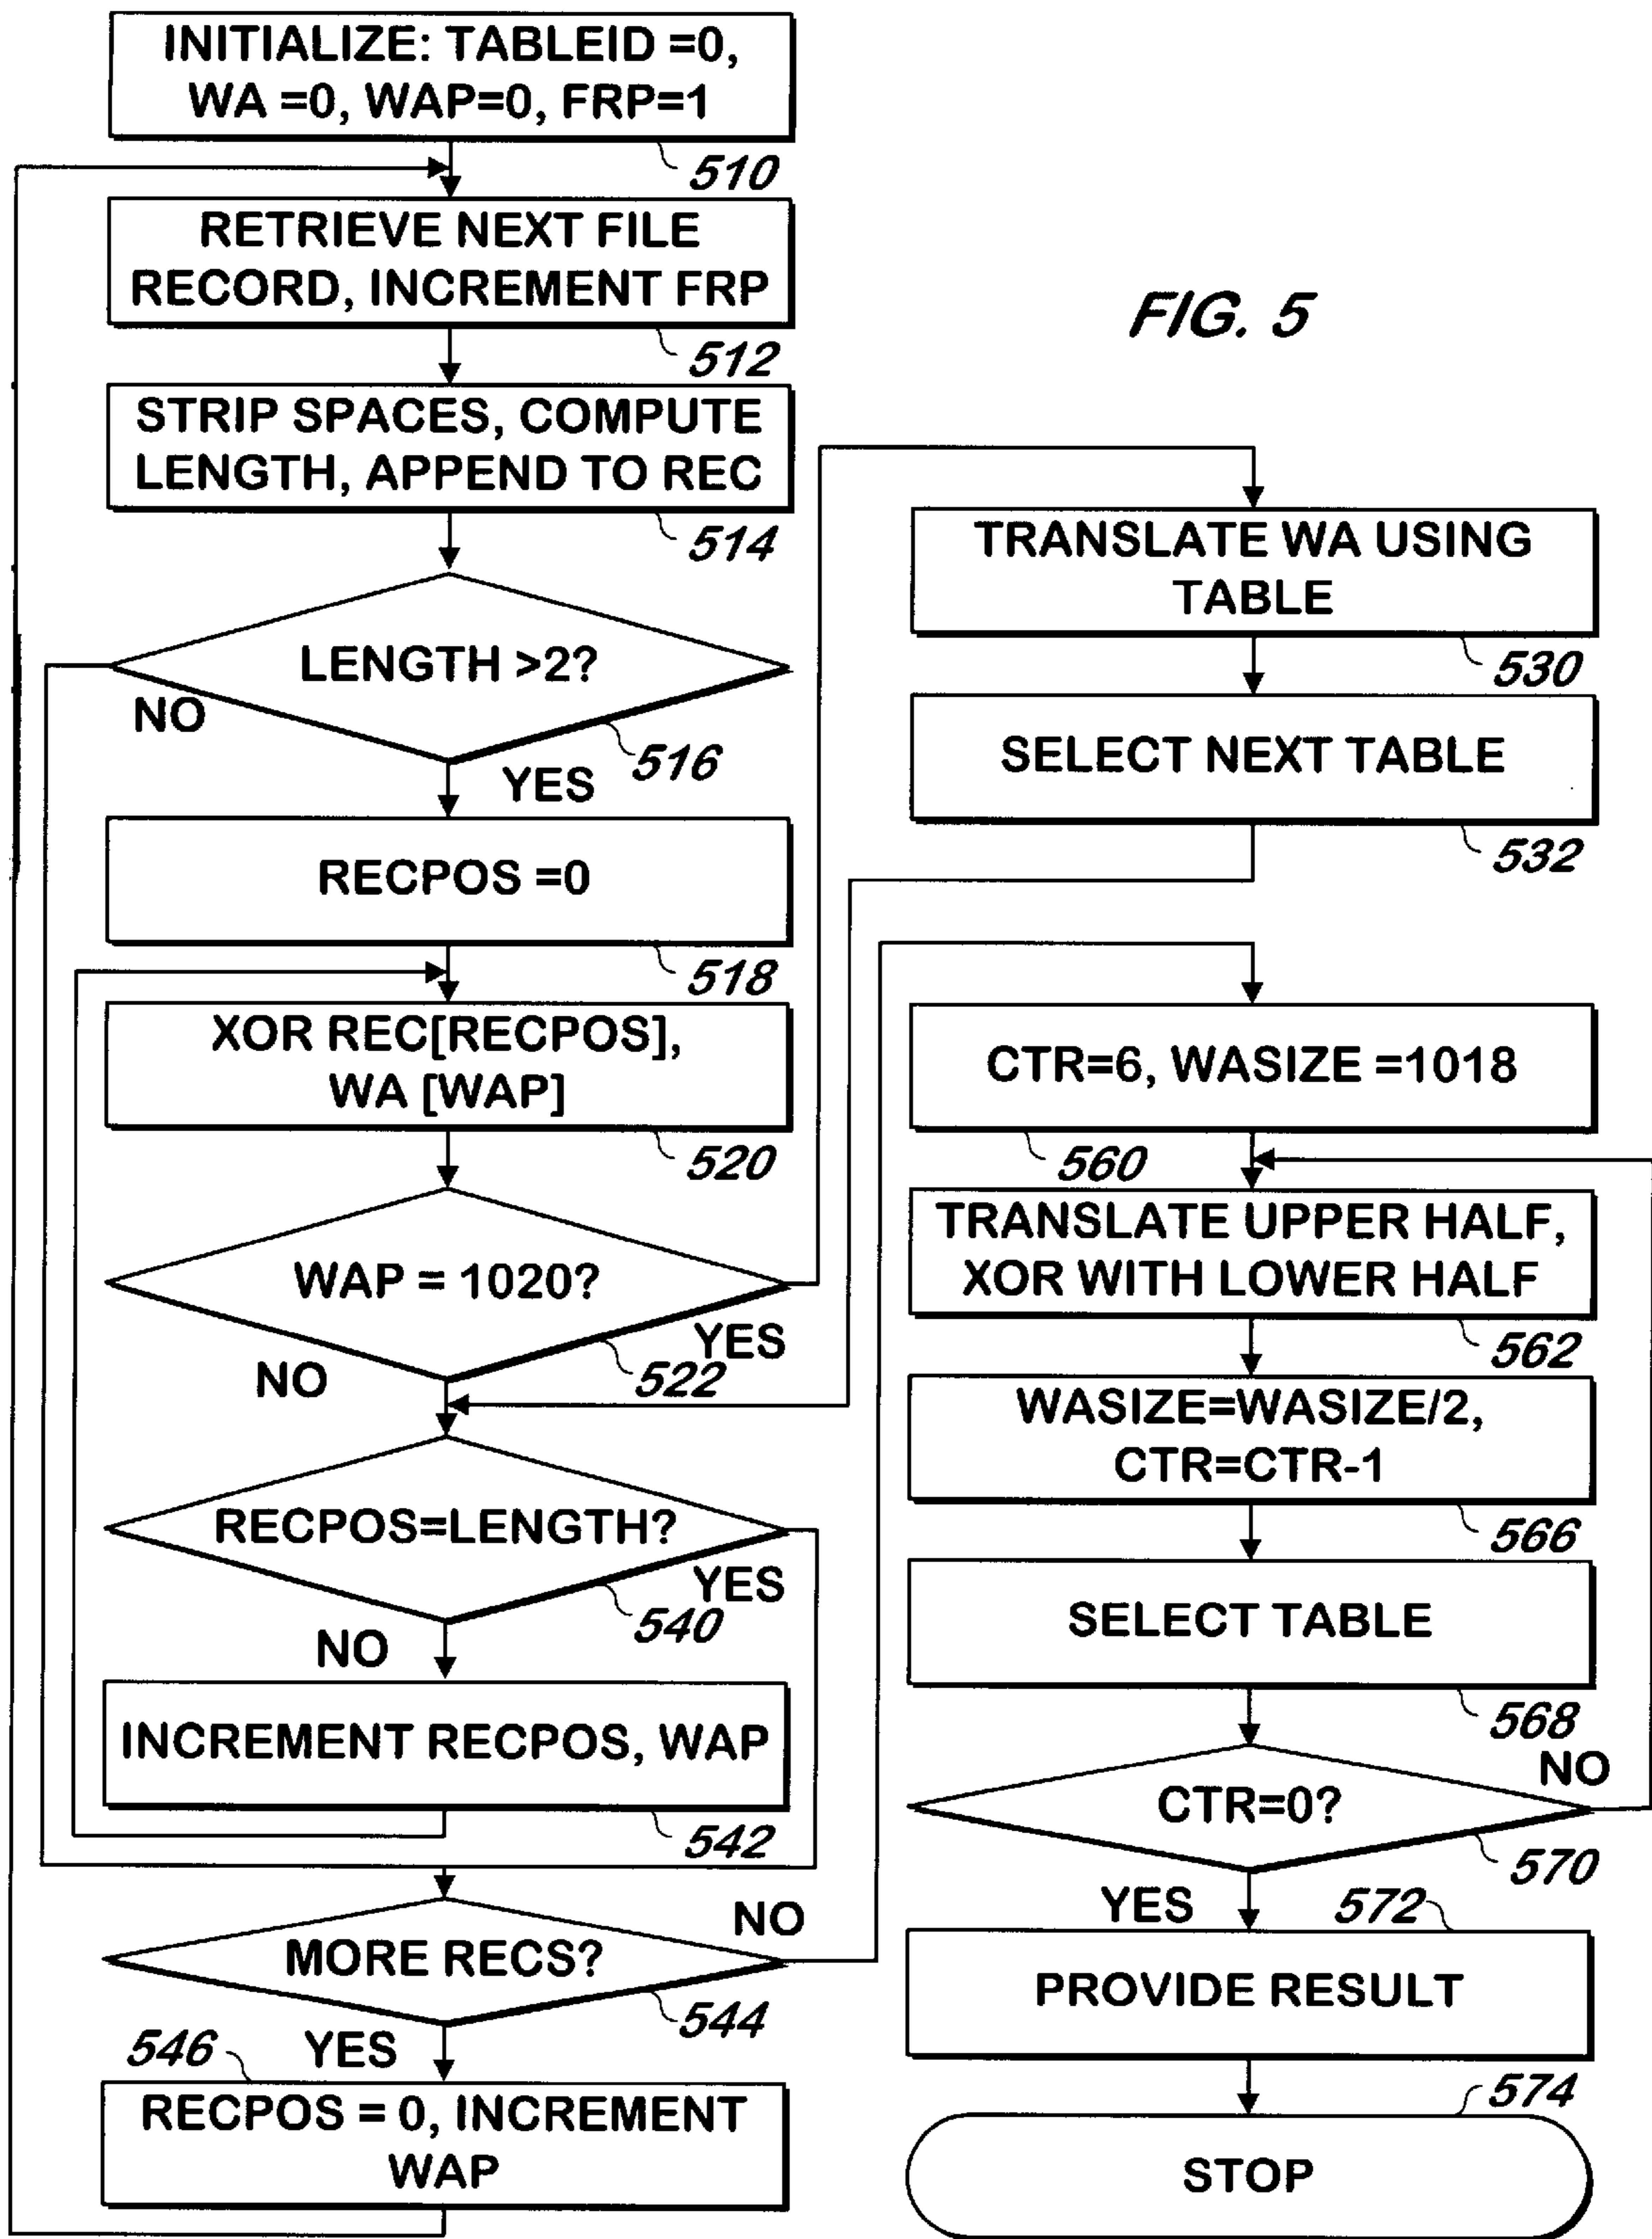 INITIALIZE: TABLEID =0,
WA =0, WAP=0, FRP=1
510
RETRIEVE NEXT FILE
RECORD, INCREMENT FRP
512
STRIP SPACES, COMPUTE
LENGTH, APPEND TO REC
514
LENGTH >2?
NO
516
YES
RECPOS =0
518
XOR REC[RECPOS],
WA [WAP]
520
WAP = 1020?
YES
NO
522
RECPOS=LENGTH?
YES
540
NO
INCREMENT RECPOS, WAP
542
MORE RECS?
NO
544
546
YES
RECPOS = 0, INCREMENT
WAP
FIG. 5
TRANSLATE WA USING
TABLE
530
SELECT NEXT TABLE
532
CTR=6, WASIZE =1018
560
TRANSLATE UPPER HALF,
XOR WITH LOWER HALF
562
WASIZE=WASIZE/2,
CTR=CTR-1
566
SELECT TABLE
568
NO
CTR=0?
570
YES
572
PROVIDE RESULT
574
STOP